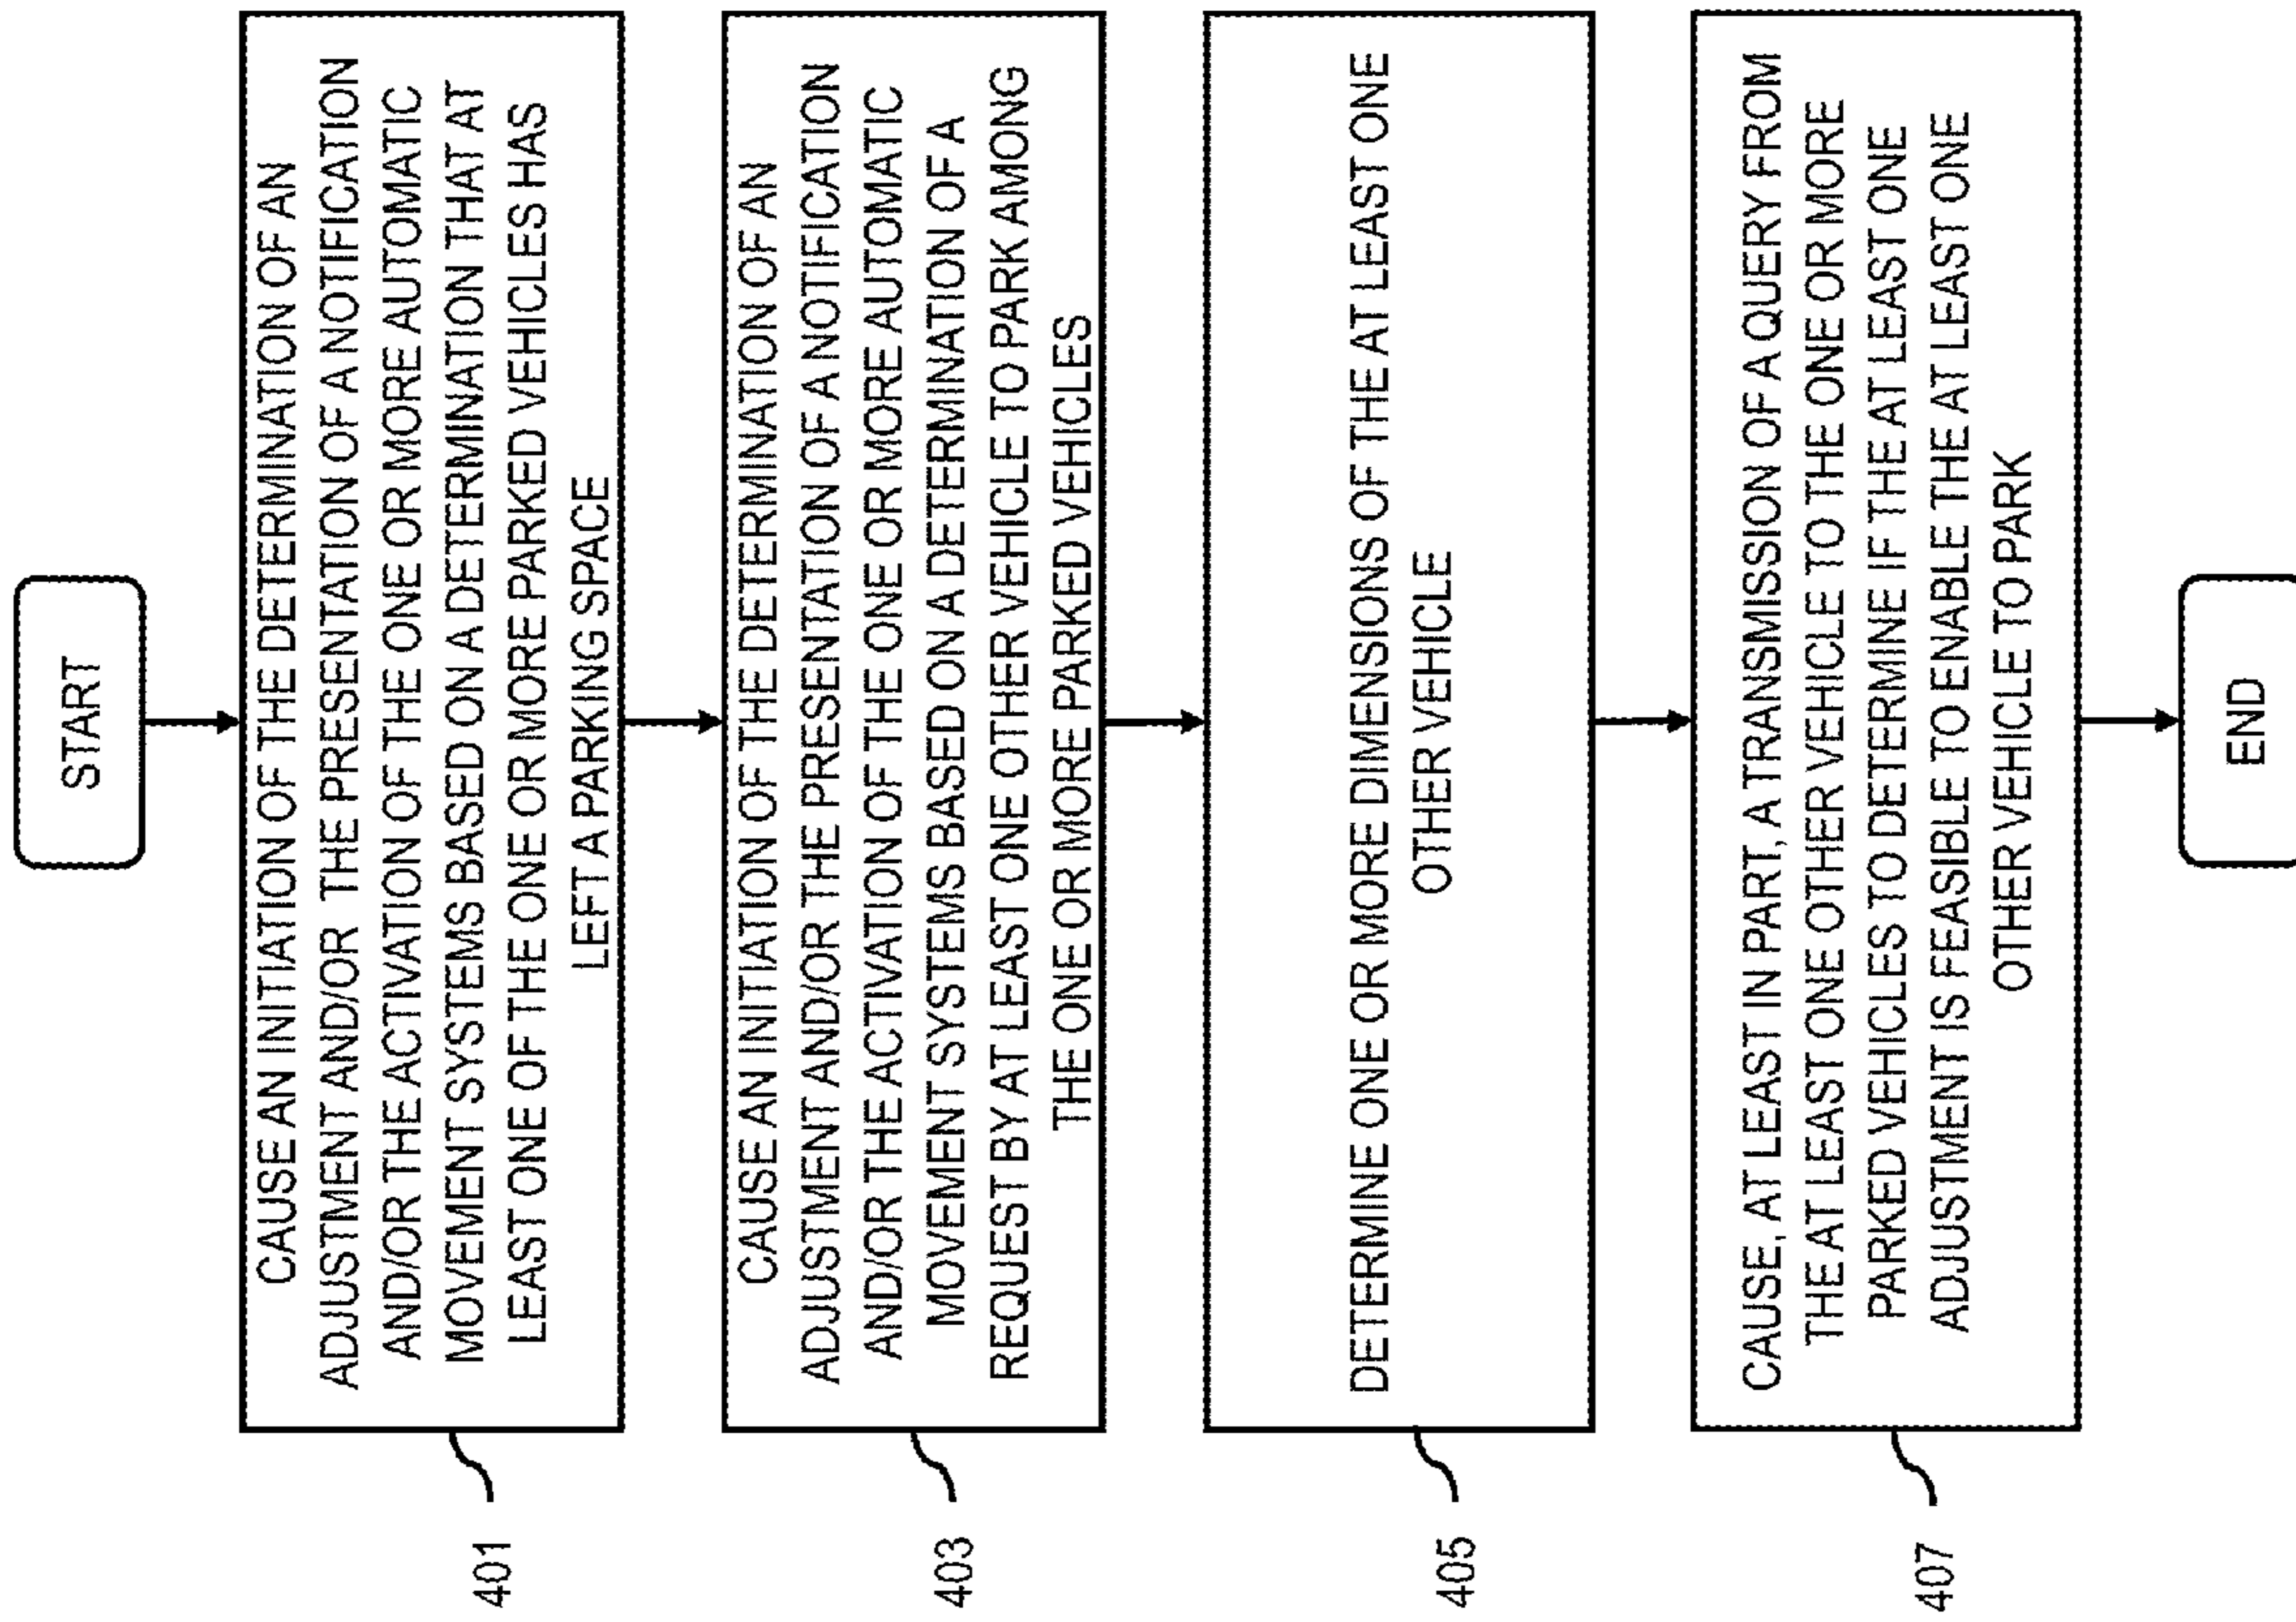 START
CAUSE AN INITIATION OF THE DETERMINATION OF AN
ADJUSTMENT AND/OR THE PRESENTATION OF A NOTIFICATION
AND/OR THE ACTIVATION OF THE ONE OR MORE AUTOMATIC
MOVEMENT SYSTEMS BASED ON A DETERMINATION THAT AT
LEAST ONE OF THE ONE OR MORE PARKED VEHICLES HAS
LEFT A PARKING SPACE
401
CAUSE AN INITIATION OF THE DETERMINATION OF AN
ADJUSTMENT AND/OR THE PRESENTATION OF A NOTIFICATION
AND/OR THE ACTIVATION OF THE ONE OR MORE AUTOMATIC
MOVEMENT SYSTEMS BASED ON A DETERMINATION OF A
REQUEST BY AT LEAST ONE OTHER VEHICLE TO PARK AMONG
THE ONE OR MORE PARKED VEHICLES
403
DETERMINE ONE OR MORE DIMENSIONS OF THE AT LEAST ONE
OTHER VEHICLE
405
CAUSE, AT LEAST IN PART, A TRANSMISSION OF A QUERY FROM
THE AT LEAST ONE OTHER VEHICLE TO THE ONE OR MORE
PARKED VEHICLES TO DETERMINE IF THE AT LEAST ONE
ADJUSTMENT IS FEASIBLE TO ENABLE THE AT LEAST ONE
OTHER VEHICLE TO PARK
407
END